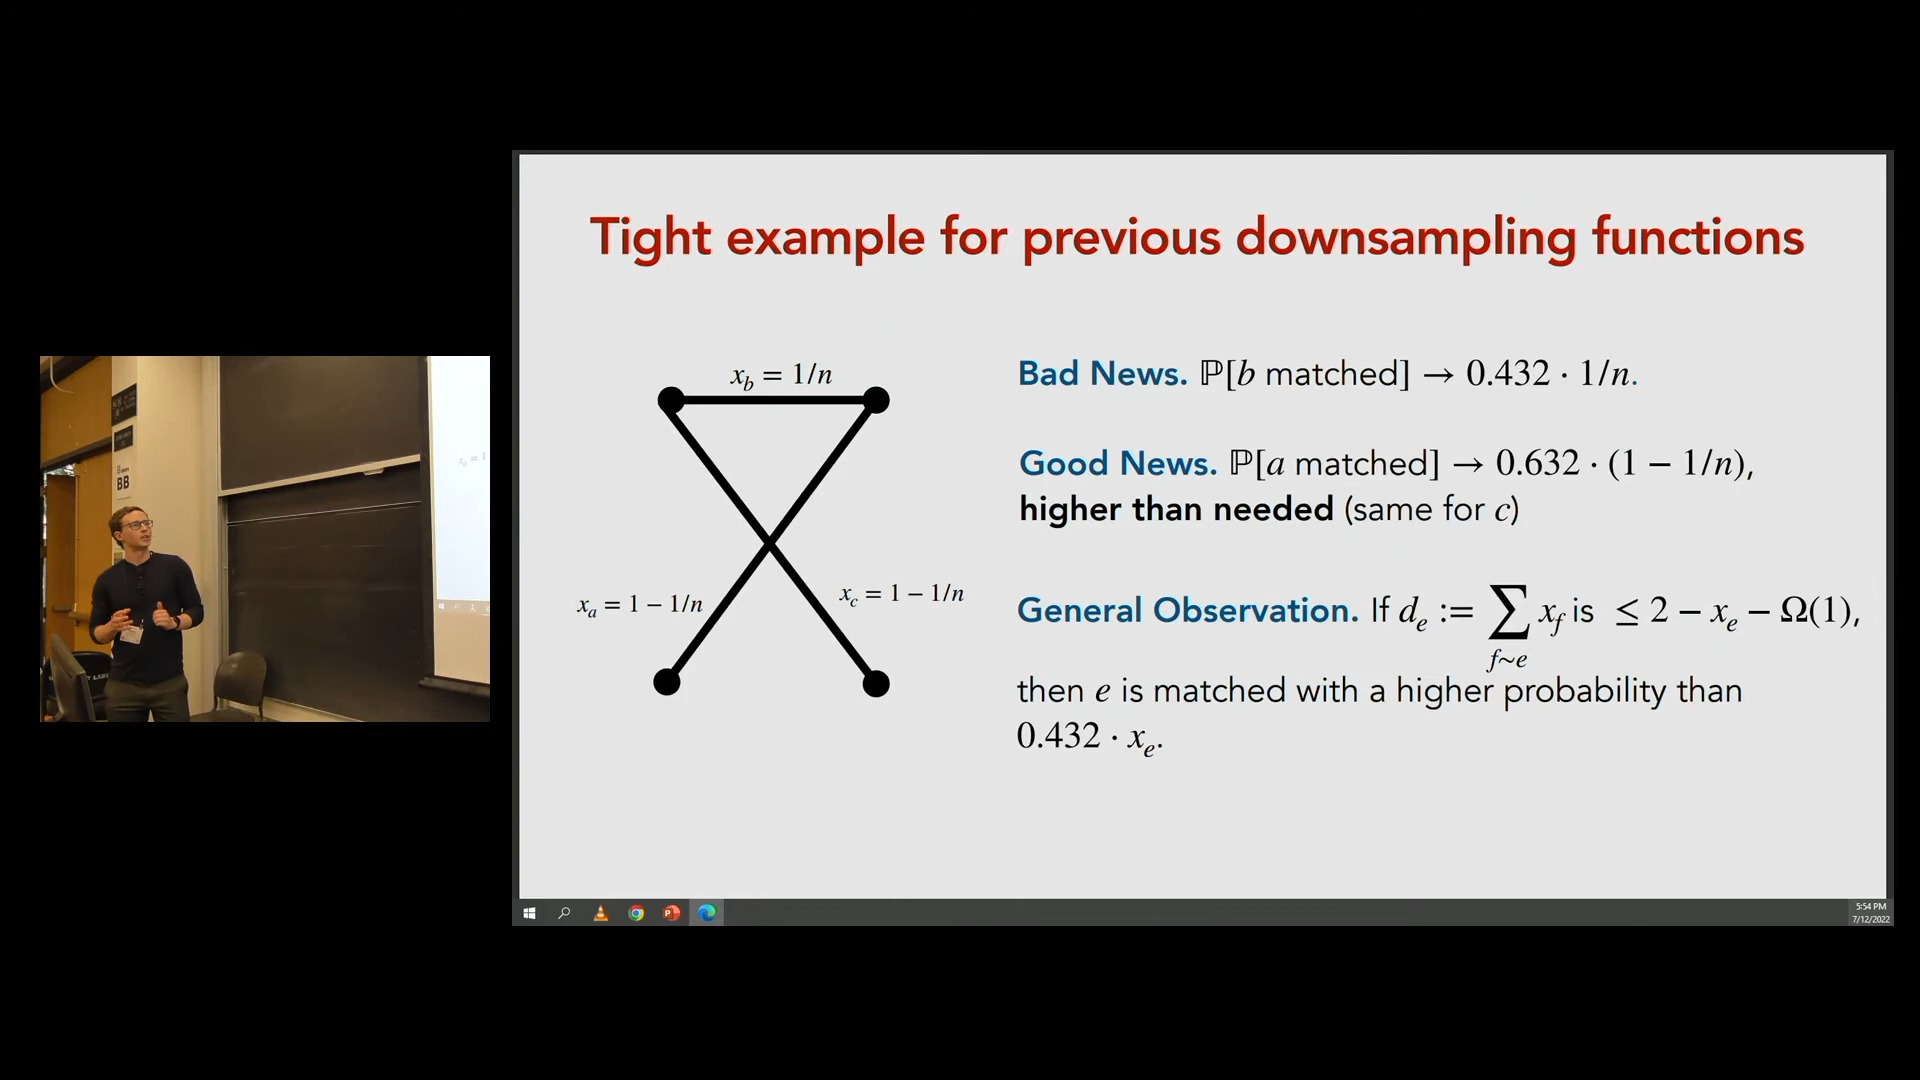 Tight example for previous downsampling functions
x_b = 1/n
x_a = 1 − 1/n
x_c = 1 − 1/n
Bad News. ℙ[b matched] → 0.432 · 1/n.
Good News. ℙ[a matched] → 0.632 · (1 − 1/n),
higher than needed (same for c)
General Observation. If d_e := ∑_{f~e} x_f is ≤ 2 − x_e − Ω(1),
then e is matched with a higher probability than
0.432 · x_e.
BB
5:54 PM
7/12/2022